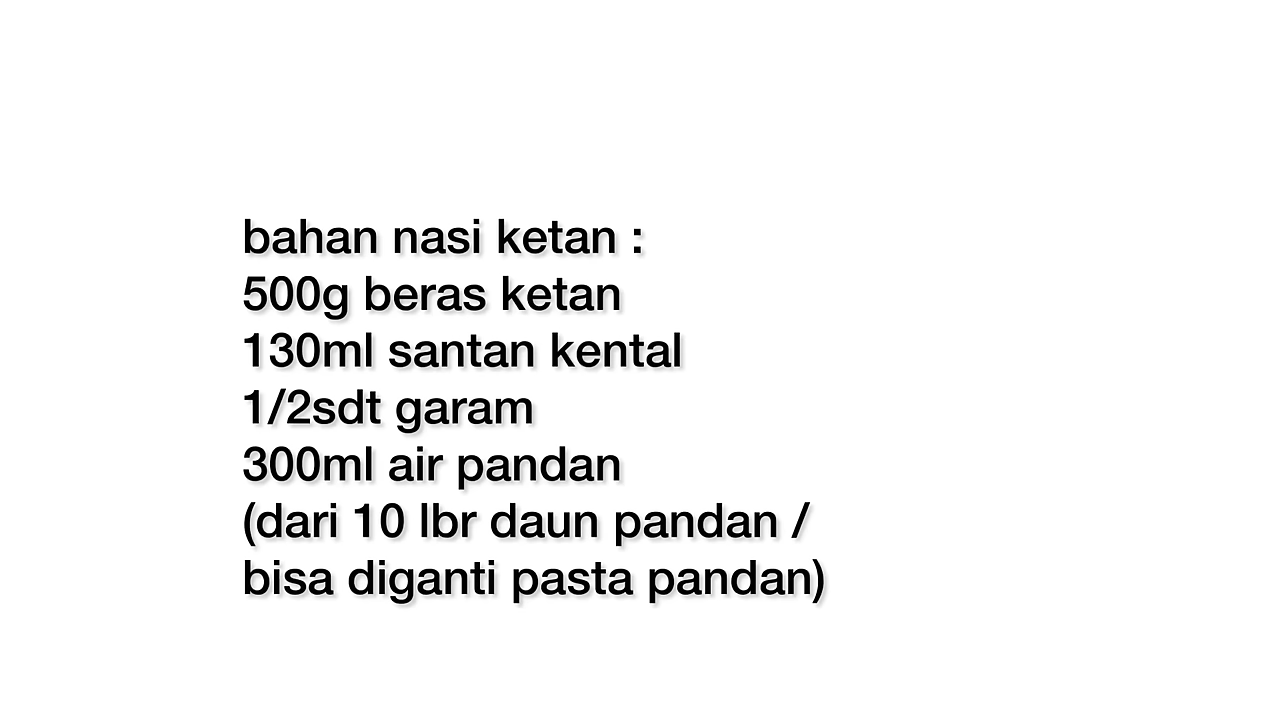 bahan nasi ketan :
500g beras ketan
130ml santan kental
1/2sdt garam
300ml air pandan
(dari 10 lbr daun pandan /
bisa diganti pasta pandan)